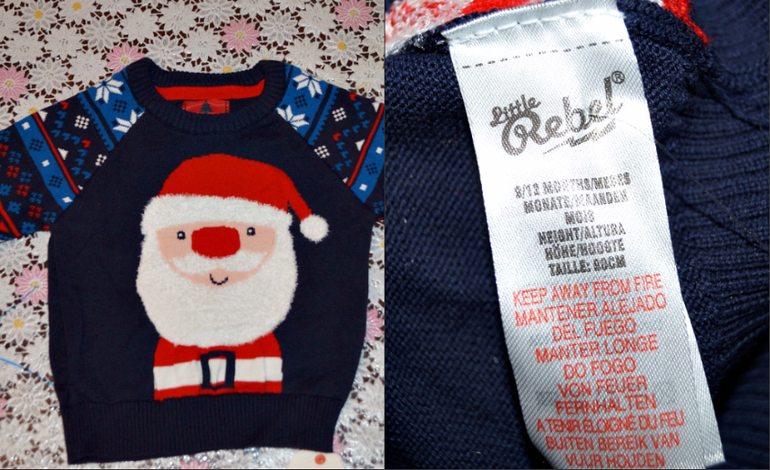 Little
Rebel®
9/12 MONTHS/MESES
MONATE/MAANDEN
MOIS
HEIGHT/ALTURA
HÖHE/HOOGTE
TAILLE: 80CM
KEEP AWAY FROM FIRE
MANTENER ALEJADO
DEL FUEGO
MANTER LONGE
DO FOGO
VON FEUER
FERNHALTEN
A TENIR ÉLOIGNÉ DU FEU
BUITEN BEREIK VAN
VUUR HOUDEN